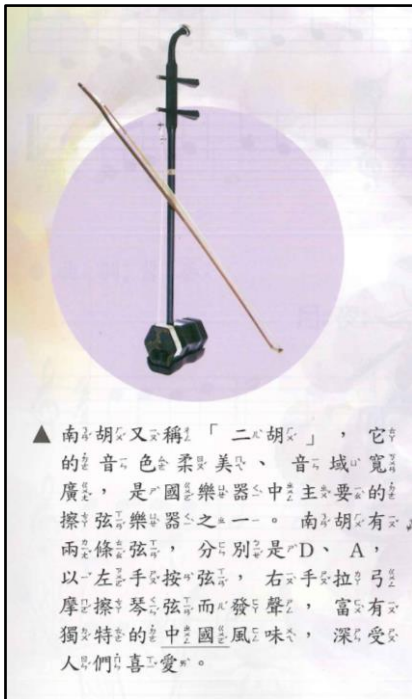 ▲南胡又稱「二胡」，它
的音色柔美、音域寬
廣，是國樂器中主要的
擦弦樂器之一。南胡有
兩條弦，分別是D、A，
以左手按弦，右手拉弓
摩擦琴弦而發聲，富有
獨特的中國風味，深受
人們喜愛。